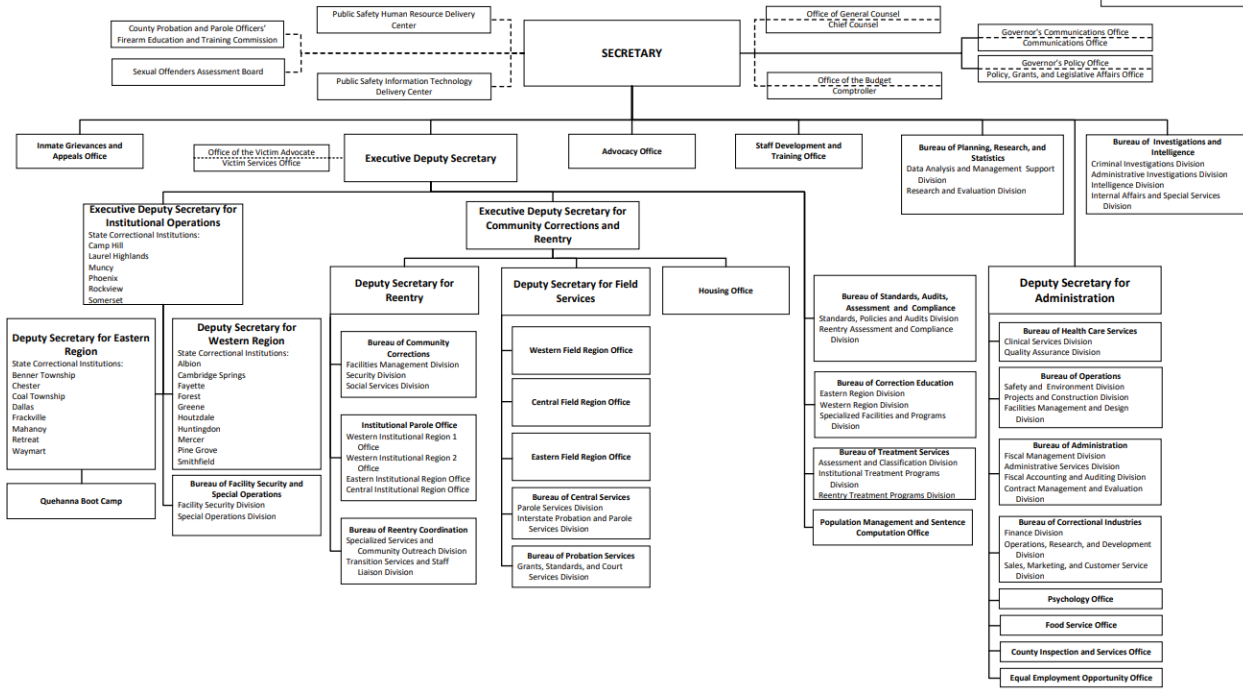 Public Safety Human Resource Delivery
Center
Office of General Counsel
Chief Counsel
County Probation and Parole Officers'
Firearm Education and Training Commission
SECRETARY
Governor's Communications Office
Communications Office
Sexual Offenders Assessment Board
Public Safety Information Technology
Delivery Center
Office of the Budget
Comptroller
Governor's Policy Office
Policy, Grants, and Legislative Affairs Office
Inmate Grievances and
Appeals Office
Office of the Victim Advocate
Victim Services Office
Executive Deputy Secretary
Advocacy Office
Staff Development and
Training Office
Bureau of Planning, Research, and
Statistics
Data Analysis and Management Support
Division
Research and Evaluation Division
Bureau of Investigations and
Intelligence
Criminal Investigations Division
Administrative Investigations Division
Intelligence Division
Internal Affairs and Special Services
Division
Executive Deputy Secretary for
Institutional Operations
State Correctional Institutions:
Camp Hill
Laurel Highlands
Muncy
Phoenix
Rockview
Somerset
Executive Deputy Secretary for
Community Corrections and
Reentry
Deputy Secretary for Eastern
Region
State Correctional Institutions:
Benner Township
Chester
Coal Township
Dallas
Frackville
Mahanoy
Retreat
Waymart
Deputy Secretary for
Western Region
State Correctional Institutions:
Albion
Cambridge Springs
Fayette
Forest
Greene
Houtzdale
Huntingdon
Mercer
Pine Grove
Smithfield
Quehanna Boot Camp
Bureau of Facility Security and
Special Operations
Facility Security Division
Special Operations Division
Deputy Secretary for
Reentry
Bureau of Community
Corrections
Facilities Management Division
Security Division
Social Services Division
Institutional Parole Office
Western Institutional Region 1
Office
Western Institutional Region 2
Office
Eastern Institutional Region Office
Central Institutional Region Office
Bureau of Reentry Coordination
Specialized Services and
Community Outreach Division
Transition Services and Staff
Liaison Division
Deputy Secretary for Field
Services
Western Field Region Office
Central Field Region Office
Eastern Field Region Office
Bureau of Central Services
Parole Services Division
Interstate Probation and Parole
Services Division
Bureau of Probation Services
Grants, Standards, and Court
Services Division
Housing Office
Bureau of Standards, Audits,
Assessment and Compliance
Standards, Policies and Audits Division
Reentry Assessment and Compliance
Division
Bureau of Correction Education
Eastern Region Division
Western Region Division
Specialized Facilities and Programs
Division
Bureau of Treatment Services
Assessment and Classification Division
Institutional Treatment Programs
Division
Reentry Treatment Programs Division
Population Management and Sentence
Computation Office
Deputy Secretary for
Administration
Bureau of Health Care Services
Clinical Services Division
Quality Assurance Division
Bureau of Operations
Safety and Environment Division
Projects and Construction Division
Facilities Management and Design
Division
Bureau of Administration
Fiscal Management Division
Administrative Services Division
Fiscal Accounting and Auditing Division
Contract Management and Evaluation
Division
Bureau of Correctional Industries
Finance Division
Operations, Research, and Development
Division
Sales, Marketing, and Customer Service
Division
Psychology Office
Food Service Office
County Inspection and Services Office
Equal Employment Opportunity Office